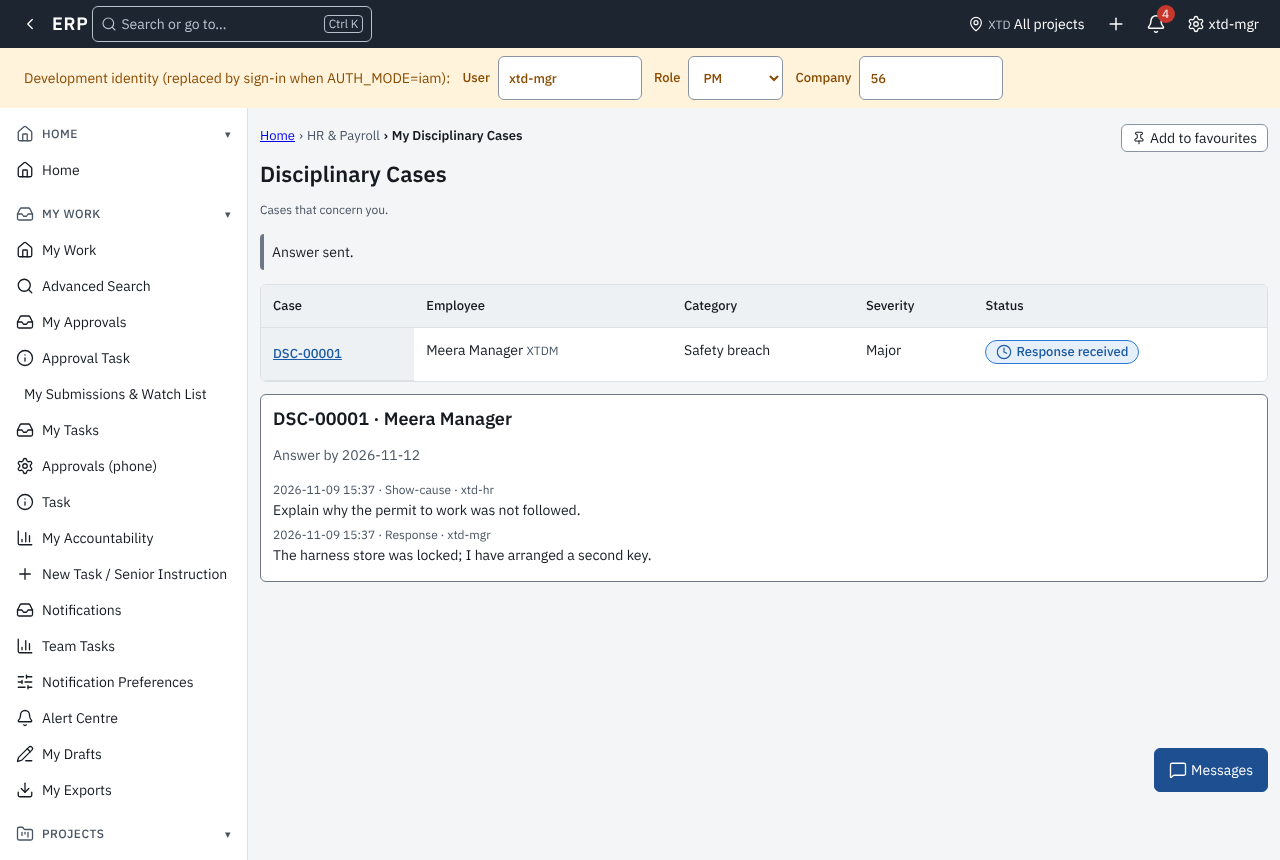 ERP Search or go to... Ctrl K XTD All projects 4 xtd-mgr
Development identity (replaced by sign-in when AUTH_MODE=iam): User xtd-mgr Role PM Company 56
HOME
Home
MY WORK
My Work
Advanced Search
My Approvals
Approval Task
My Submissions & Watch List
My Tasks
Approvals (phone)
Task
My Accountability
New Task / Senior Instruction
Notifications
Team Tasks
Notification Preferences
Alert Centre
My Drafts
My Exports
PROJECTS
Home › HR & Payroll › My Disciplinary Cases
Add to favourites
Disciplinary Cases
Cases that concern you.
Answer sent.
Case Employee Category Severity Status
DSC-00001 Meera Manager XTDM Safety breach Major Response received
DSC-00001 · Meera Manager
Answer by 2026-11-12
2026-11-09 15:37 · Show-cause · xtd-hr
Explain why the permit to work was not followed.
2026-11-09 15:37 · Response · xtd-mgr
The harness store was locked; I have arranged a second key.
Messages